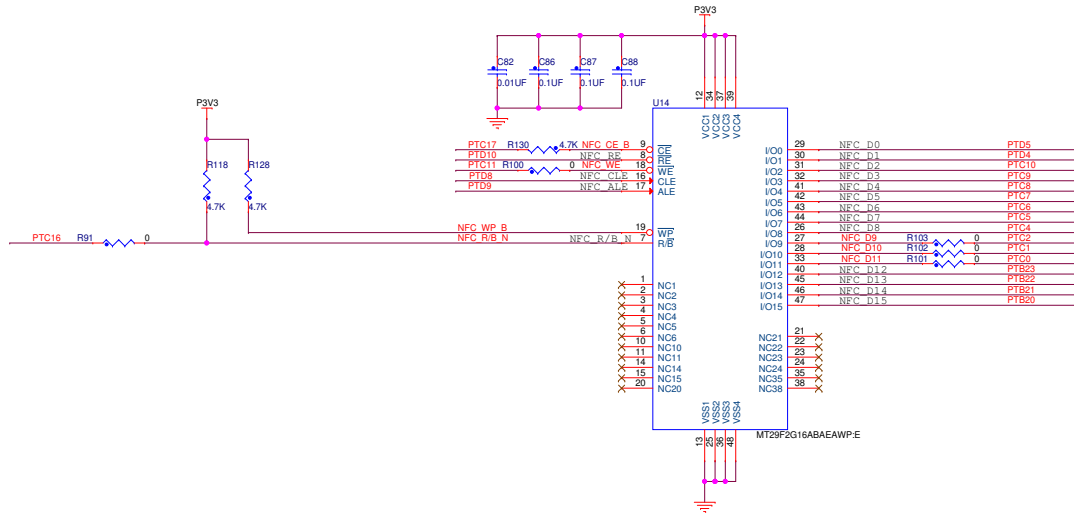 P3V3
C82 C86 C87 C88
0.01UF 0.1UF 0.1UF 0.1UF
12 34 37 39
U14
VCC1 VCC2 VCC3 VCC4
P3V3
R118 R128
4.7K 4.7K
PTC17 R130 4.7K NFC_CE_B 9 CE
PTD10 NFC_RE 8 RE
PTC11 R100 0 NFC_WE 18 WE
PTD8 NFC_CLE 16 CLE
PTD9 NFC_ALE 17 ALE
NFC_WP_B 19 WP
PTC16 R91 0 NFC_R/B_N NFC_R/B_N 7 R/B
I/O0 29 NFC_D0 PTD5
I/O1 30 NFC_D1 PTD4
I/O2 31 NFC_D2 PTC10
I/O3 32 NFC_D3 PTC9
I/O4 41 NFC_D4 PTC8
I/O5 42 NFC_D5 PTC7
I/O6 43 NFC_D6 PTC6
I/O7 44 NFC_D7 PTC5
I/O8 26 NFC_D8 PTC4
I/O9 27 NFC_D9 R103 0 PTC2
I/O10 28 NFC_D10 R102 0 PTC1
I/O11 33 NFC_D11 R101 0 PTC0
I/O12 40 NFC_D12 PTB23
I/O13 45 NFC_D13 PTB22
I/O14 46 NFC_D14 PTB21
I/O15 47 NFC_D15 PTB20
1 NC1
2 NC2
3 NC3
4 NC4
5 NC5
6 NC6
10 NC10
11 NC11
14 NC14
15 NC15
20 NC20
NC21 21
NC22 22
NC23 23
NC24 24
NC35 35
NC38 38
VSS1 VSS2 VSS3 VSS4
13 25 36 48
MT29F2G16ABAEAWP:E